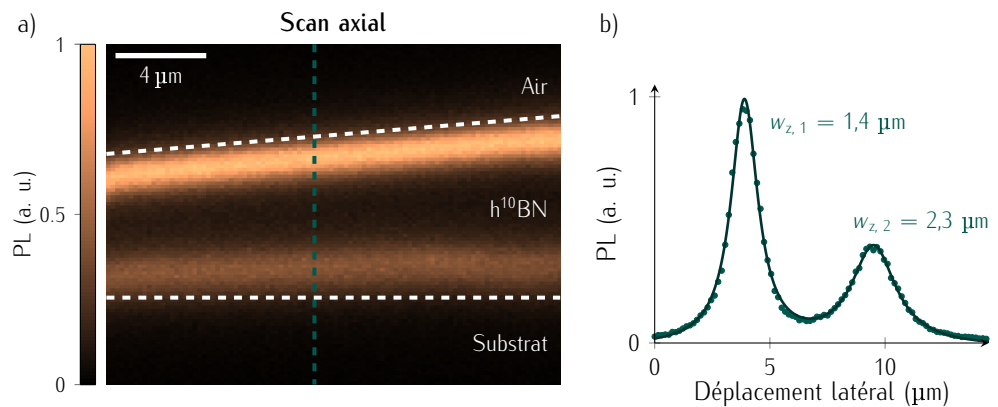 a)
Scan axial
1
0.5
0
PL (a. u.)
4 µm
Air
h¹⁰BN
Substrat
b)
1
0
PL (a. u.)
w_z, 1 = 1,4 µm
w_z, 2 = 2,3 µm
0 5 10
Déplacement latéral (µm)